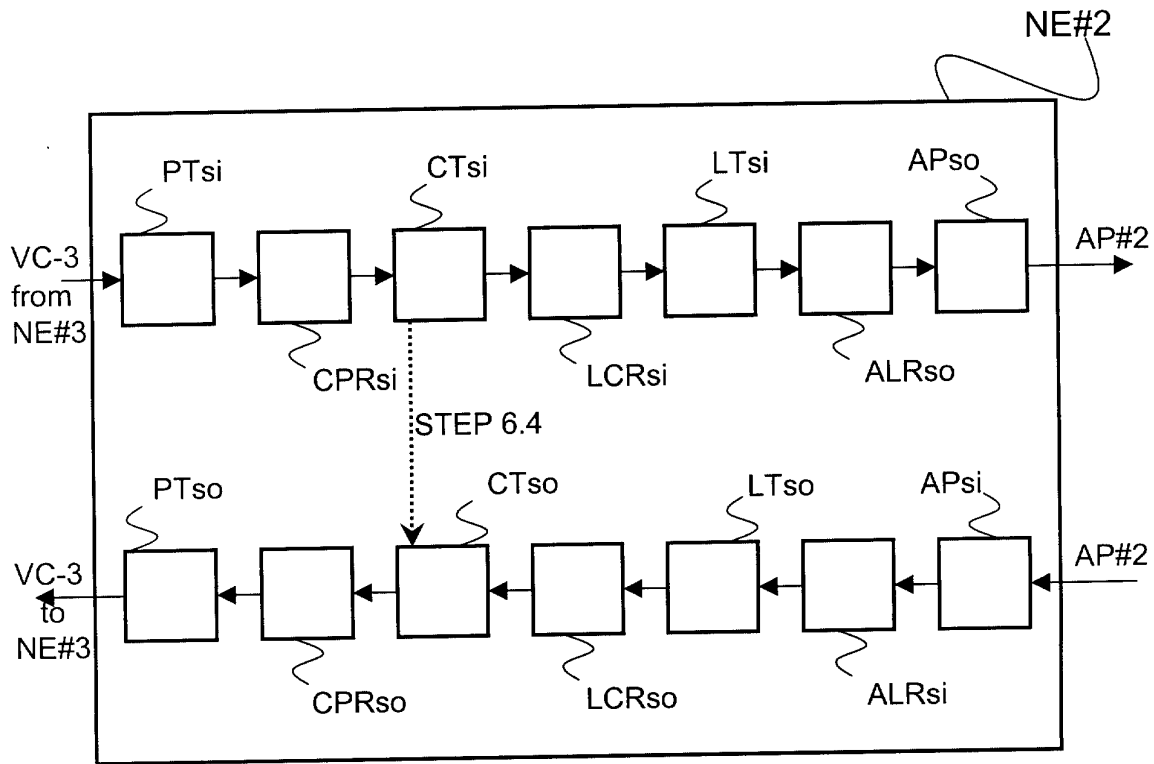 NE#2
PTsi
CTsi
LTsi
APso
VC-3
from
NE#3
AP#2
CPRsi
LCRsi
ALRso
STEP 6.4
PTso
CTso
LTso
APsi
VC-3
to
NE#3
AP#2
CPRso
LCRso
ALRsi